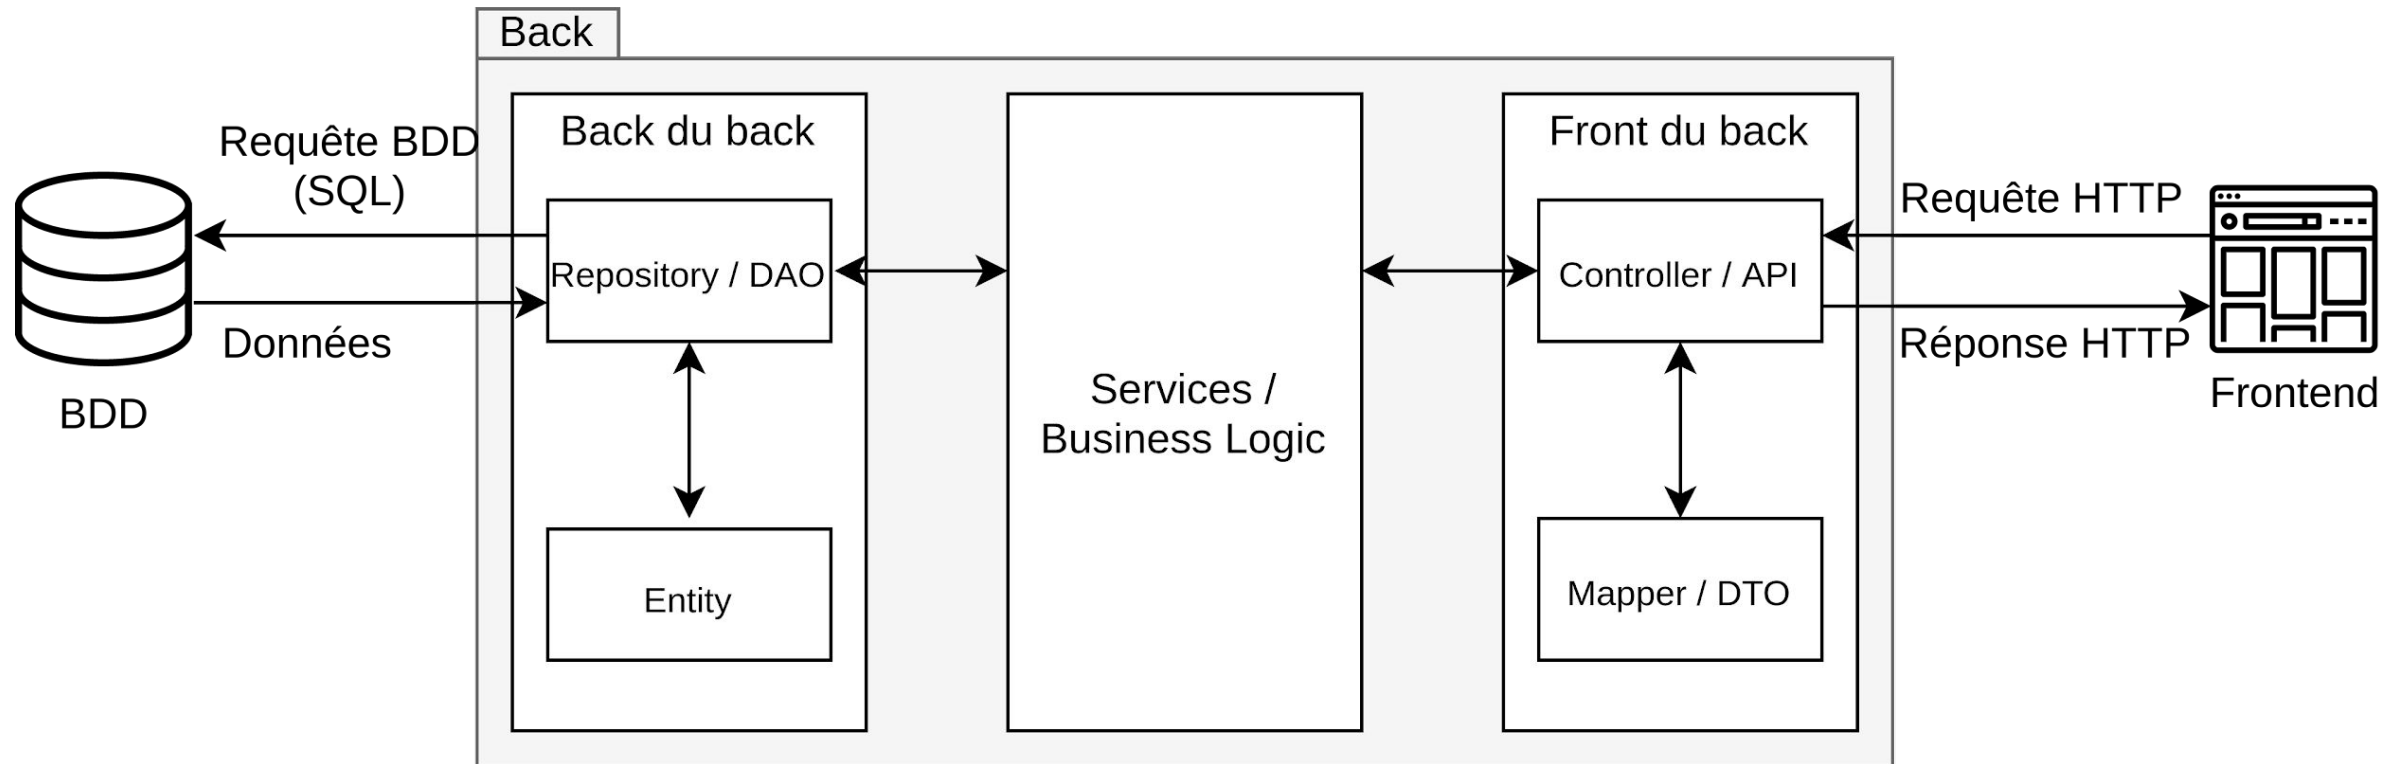 Back
Back du back
Front du back
Requête BDD
(SQL)
Requête HTTP
Repository / DAO
Controller / API
Données
Réponse HTTP
BDD
Services /
Business Logic
Frontend
Entity
Mapper / DTO